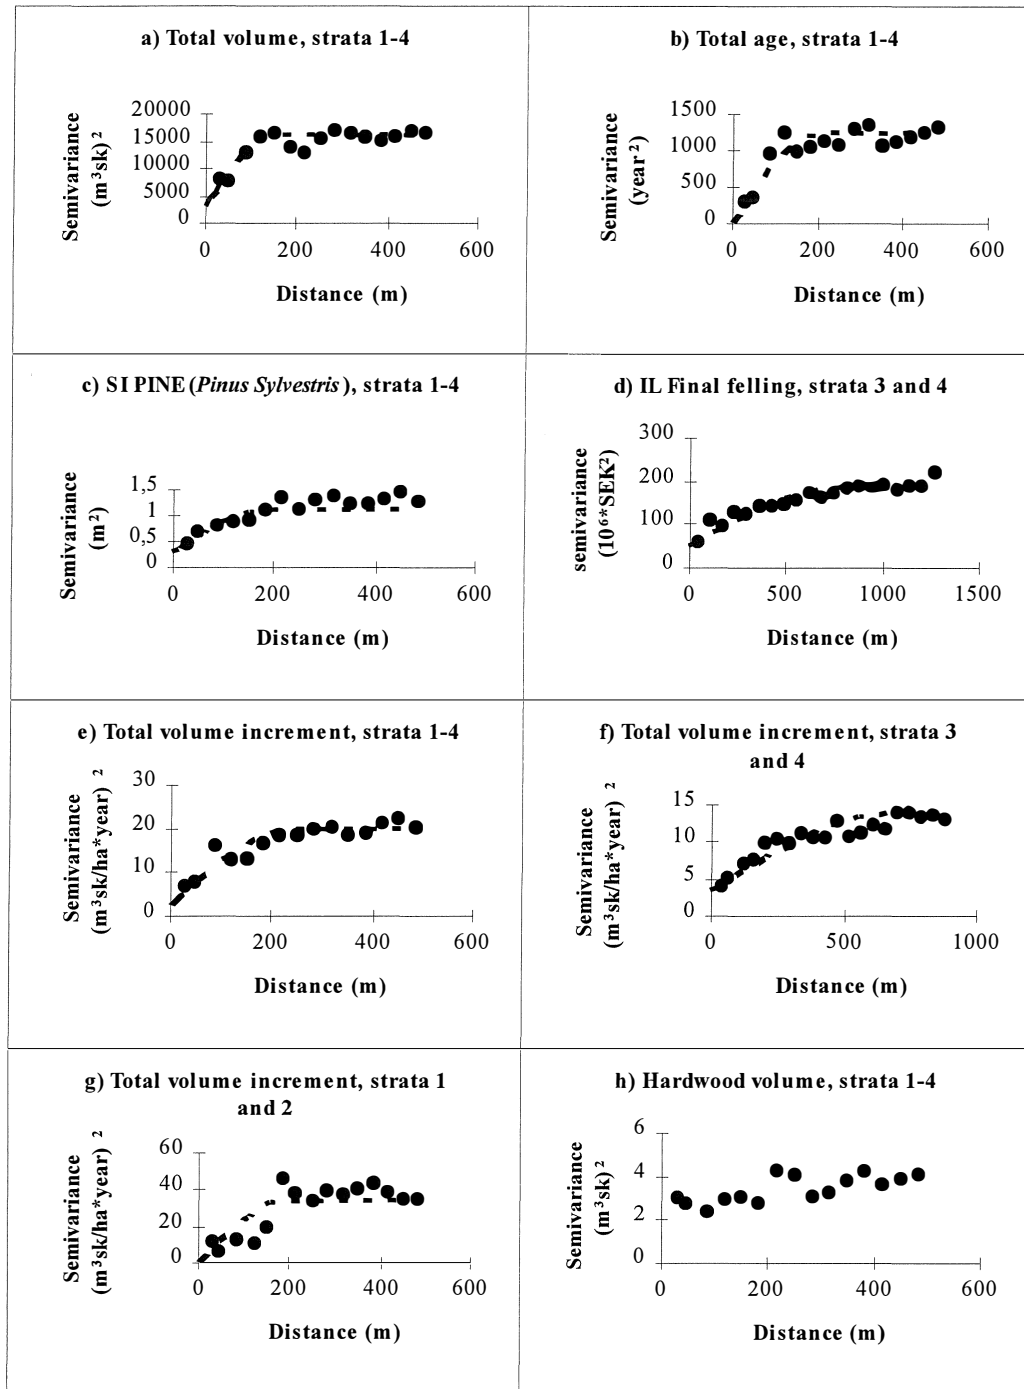 a) Total volume, strata 1-4
Semivariance
(m³sk)²
20000
15000
10000
5000
0
0 200 400 600
Distance (m)
b) Total age, strata 1-4
Semivariance
(year²)
1500
1000
500
0
0 200 400 600
Distance (m)
c) SI PINE (Pinus Sylvestris), strata 1-4
Semivariance
(m²)
1,5
1
0,5
0
0 200 400 600
Distance (m)
d) IL Final felling, strata 3 and 4
semivariance
(10⁶*SEK²)
300
200
100
0
0 500 1000 1500
Distance (m)
e) Total volume increment, strata 1-4
Semivariance
(m³sk/ha*year)²
30
20
10
0
0 200 400 600
Distance (m)
f) Total volume increment, strata 3
and 4
Semivariance
(m³sk/ha*year)²
15
10
5
0
0 500 1000
Distance (m)
g) Total volume increment, strata 1
and 2
Semivariance
(m³sk/ha*year)²
60
40
20
0
0 200 400 600
Distance (m)
h) Hardwood volume, strata 1-4
Semivariance
(m³sk)²
6
4
2
0
0 200 400 600
Distance (m)